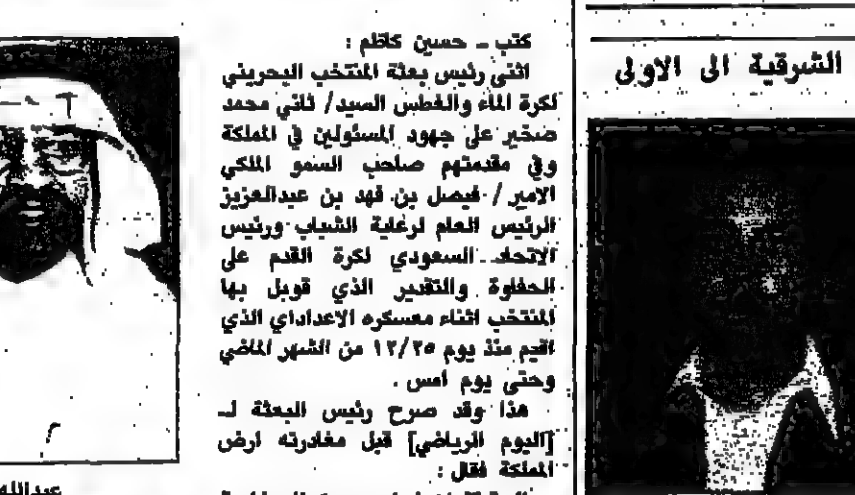 الشرقية الى الاولى
كتب ـ حسين كاظم :
اثنى رئيس بعثة المنتخب البحريني
لكرة الماء والغطس السيد/ ثاني محمد
صخير على جهود المسئولين في المملكة
وفي مقدمتهم صاحب السمو الملكي
الامير / فيصل بن فهد بن عبدالعزيز
الرئيس العام لرعاية الشباب ورئيس
الاتحاد السعودي لكرة القدم على
الحفاوة والتقدير الذي قوبل بها
المنتخب اثناء معسكره الاعداداي الذي
اقيم منذ يوم ١٢/٢٥ من الشهر الماضي
وحتى يوم أمس .
هذا وقد صرح رئيس البعثة لـ
[اليوم الرياضي] قبل مغادرته ارض
المملكة فقال :
عبدالله